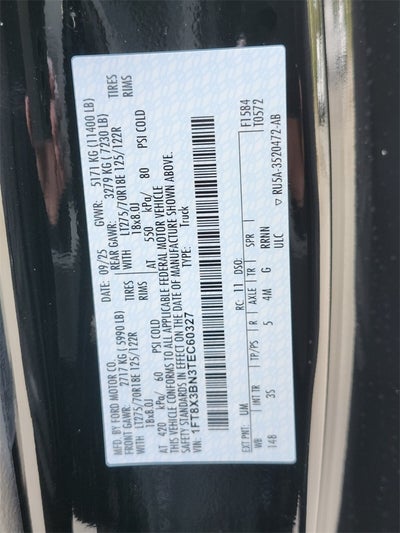 MFD. BY FORD MOTOR CO.
DATE: 09/25 GVWR: 5171 KG (11400 LB)
FRONT GAWR: 2717 KG (5990 LB) REAR GAWR: 3279 KG (7230 LB)
LT275/70R18E 125/122R WITH LT275/70R18E 125/122R TIRES
18x8.0J 18x8.0J RIMS
AT 420 kPa/ 60 PSI COLD AT 550 kPa/ 80 PSI COLD
THIS VEHICLE CONFORMS TO ALL APPLICABLE FEDERAL MOTOR VEHICLE
SAFETY STANDARDS IN EFFECT ON THE DATE OF MANUFACTURE SHOWN ABOVE.
VIN: 1FT8X3BN3TEC60327 TYPE: Truck
F1584
T0572
EXT PNT: UM RC: 11 DSO:
WB INT TR TP/PS R AXLE TR SPR
148 3S 5 4M G RRNN
ULC
▽ RU5A-3520472-AB